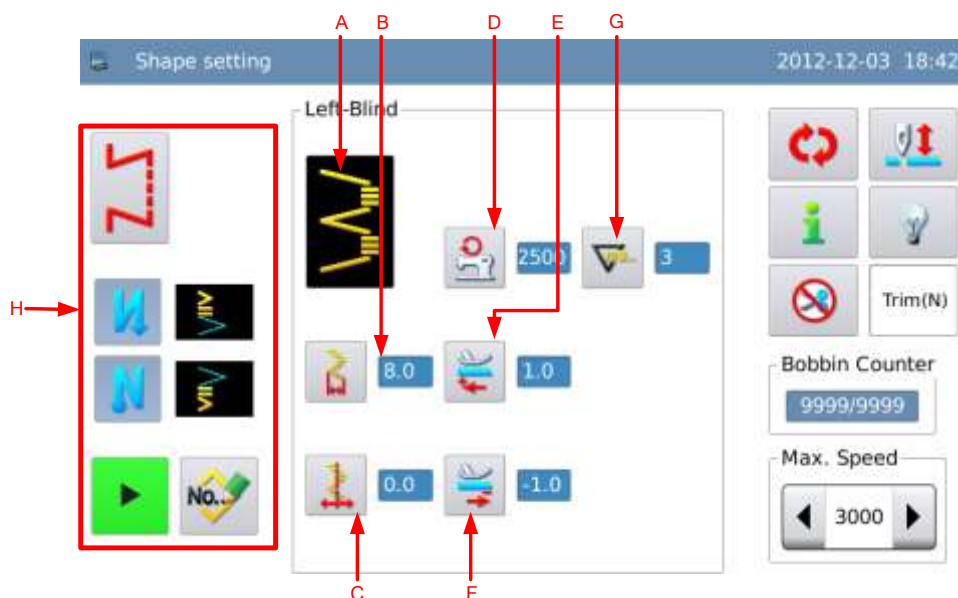 A B D E G
Shape setting 2012-12-03 18:42
Left-Blind
2500 3
H
Trim(N)
8.0 1.0
Bobbin Counter
9999/9999
No..
Max. Speed
0.0 -1.0
3000
C F